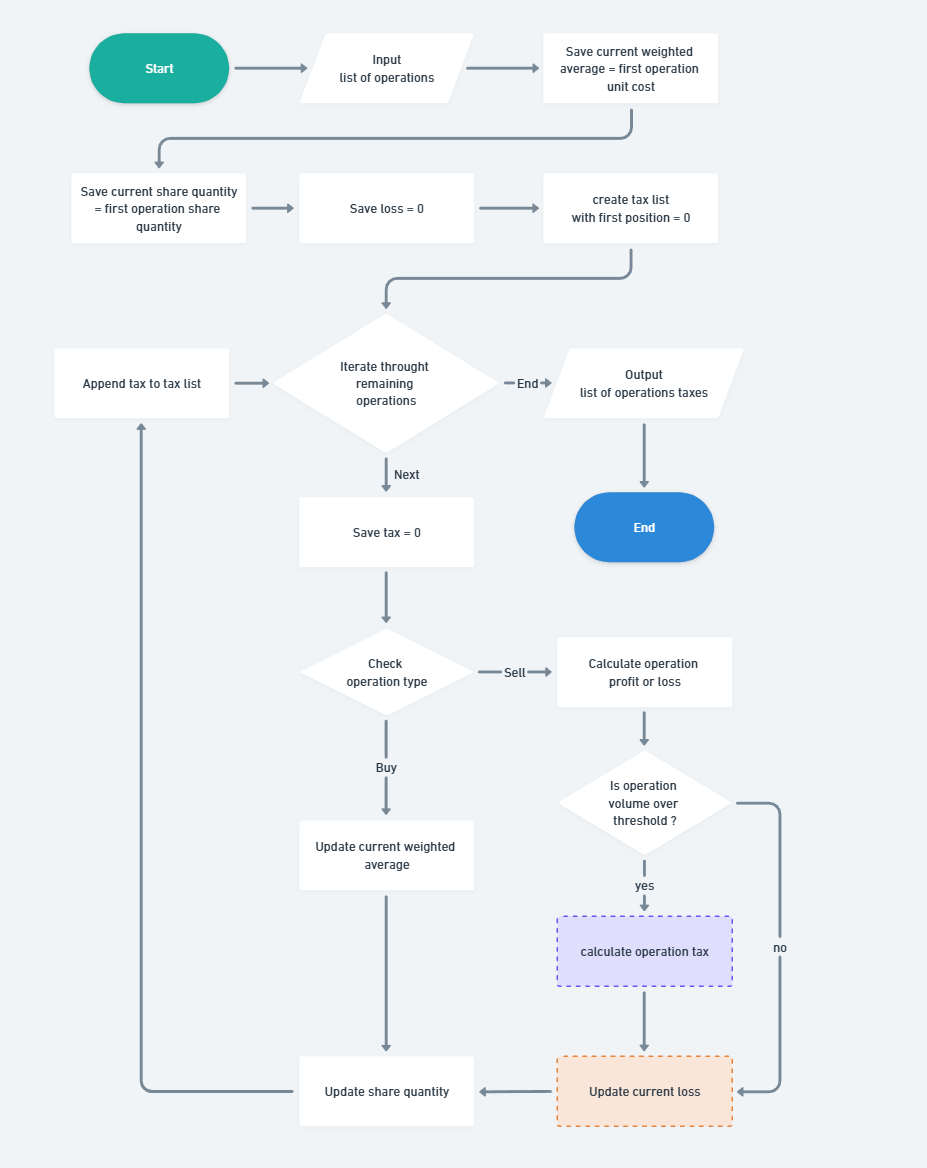 Start
Input
list of operations
Save current weighted
average = first operation
unit cost
Save current share quantity
= first operation share
quantity
Save loss = 0
create tax list
with first position = 0
Append tax to tax list
Iterate throught
remaining
operations
End
Output
list of operations taxes
Next
Save tax = 0
End
Check
operation type
Sell
Calculate operation
profit or loss
Buy
Is operation
volume over
threshold ?
Update current weighted
average
yes
calculate operation tax
no
Update share quantity
Update current loss